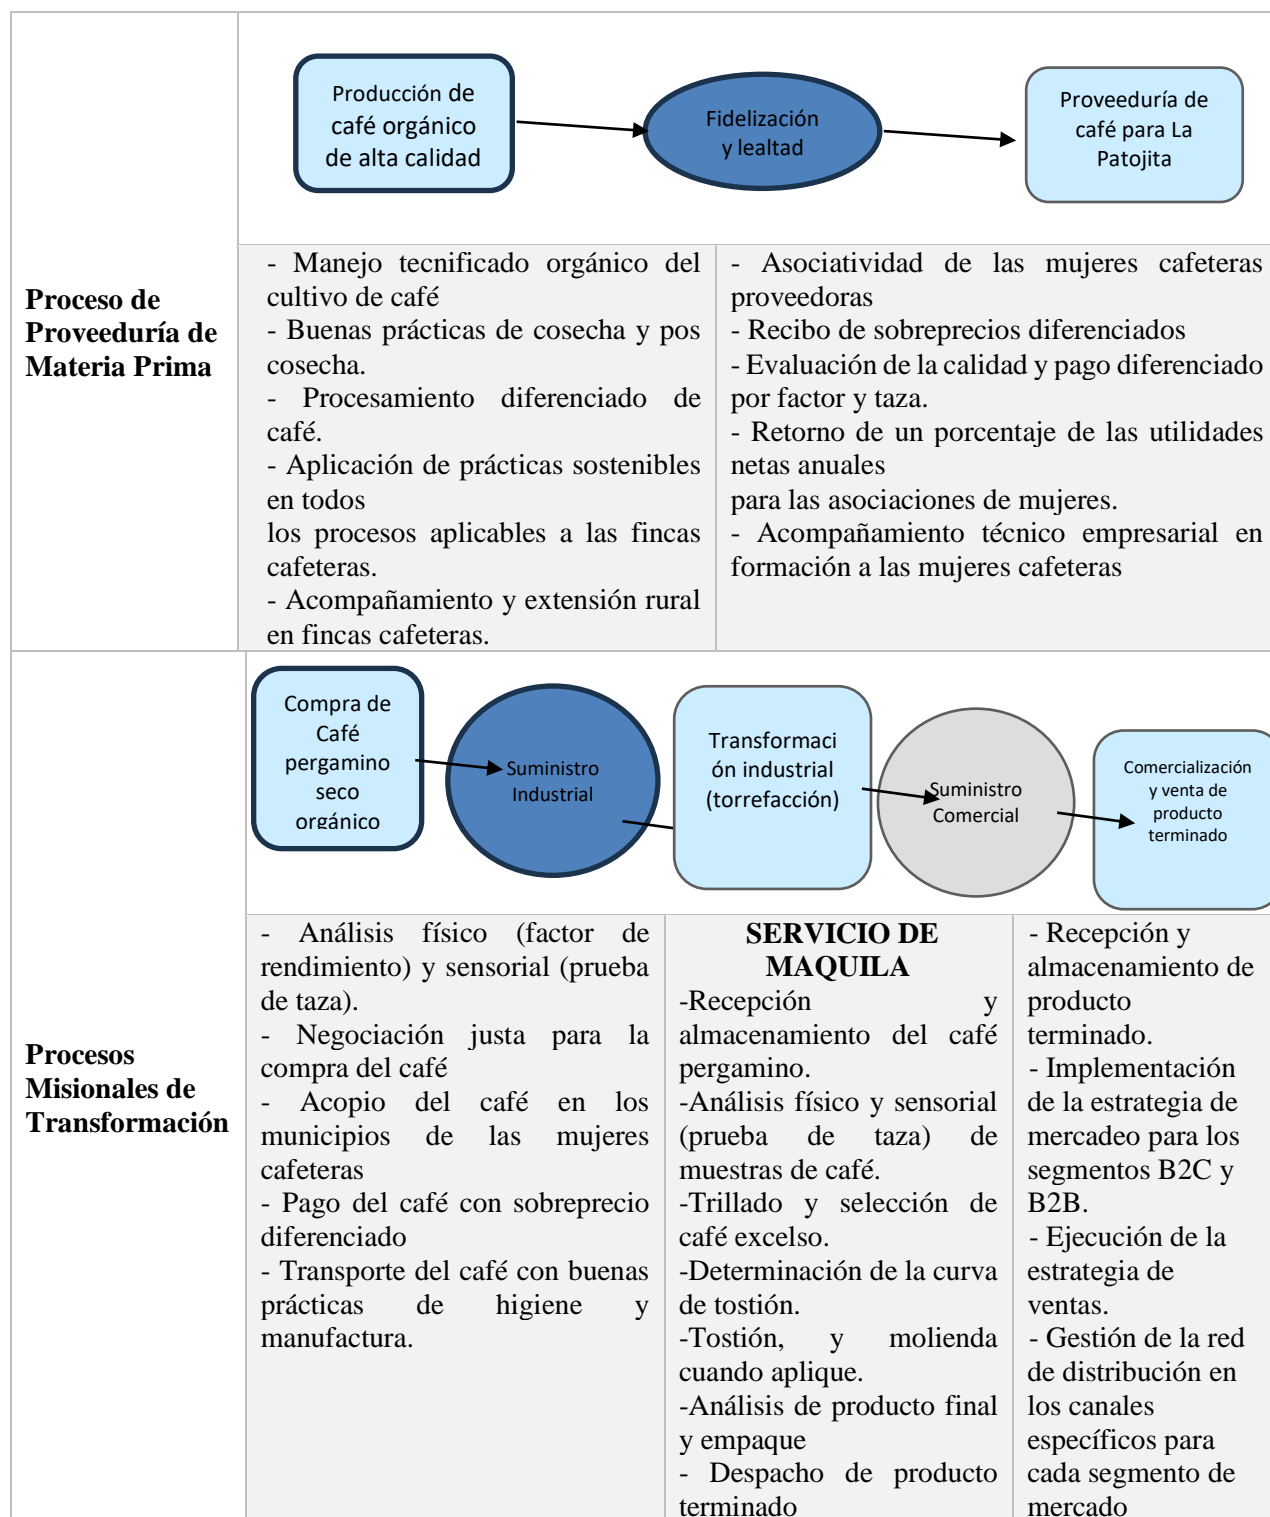 Producción de
café orgánico
de alta calidad
Fidelización
y lealtad
Proveeduría de
café para La
Patojita
Proceso de
Proveeduría de
Materia Prima
- Manejo tecnificado orgánico del
cultivo de café
- Buenas prácticas de cosecha y pos
cosecha.
- Procesamiento diferenciado de
café.
- Aplicación de prácticas sostenibles
en todos
los procesos aplicables a las fincas
cafeteras.
- Acompañamiento y extensión rural
en fincas cafeteras.
- Asociatividad de las mujeres cafeteras
proveedoras
- Recibo de sobreprecios diferenciados
- Evaluación de la calidad y pago diferenciado
por factor y taza.
- Retorno de un porcentaje de las utilidades
netas anuales
para las asociaciones de mujeres.
- Acompañamiento técnico empresarial en
formación a las mujeres cafeteras
Compra de
Café
pergamino
seco
orgánico
Suministro
Industrial
Transformaci
ón industrial
(torrefacción)
Suministro
Comercial
Comercialización
y venta de
producto
terminado
Procesos
Misionales de
Transformación
- Análisis físico (factor de
rendimiento) y sensorial (prueba
de taza).
- Negociación justa para la
compra del café
- Acopio del café en los
municipios de las mujeres
cafeteras
- Pago del café con sobreprecio
diferenciado
- Transporte del café con buenas
prácticas de higiene y
manufactura.
SERVICIO DE
MAQUILA
-Recepción y
almacenamiento del café
pergamino.
-Análisis físico y sensorial
(prueba de taza) de
muestras de café.
-Trillado y selección de
café excelso.
-Determinación de la curva
de tostión.
-Tostión, y molienda
cuando aplique.
-Análisis de producto final
y empaque
- Despacho de producto
terminado
- Recepción y
almacenamiento de
producto
terminado.
- Implementación
de la estrategia de
mercadeo para los
segmentos B2C y
B2B.
- Ejecución de la
estrategia de
ventas.
- Gestión de la red
de distribución en
los canales
específicos para
cada segmento de
mercado